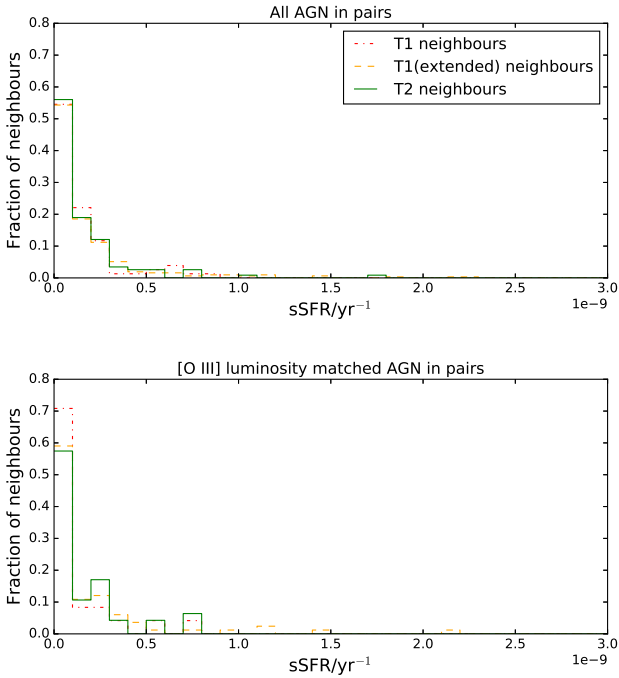 All AGN in pairs
0.8
0.7
0.6
0.5
0.4
0.3
0.2
0.1
0.0
Fraction of neighbours
T1 neighbours
T1(extended) neighbours
T2 neighbours
0.0 0.5 1.0 1.5 2.0 2.5 3.0
1e−9
sSFR/yr⁻¹
[O III] luminosity matched AGN in pairs
0.8
0.7
0.6
0.5
0.4
0.3
0.2
0.1
0.0
Fraction of neighbours
0.0 0.5 1.0 1.5 2.0 2.5 3.0
1e−9
sSFR/yr⁻¹